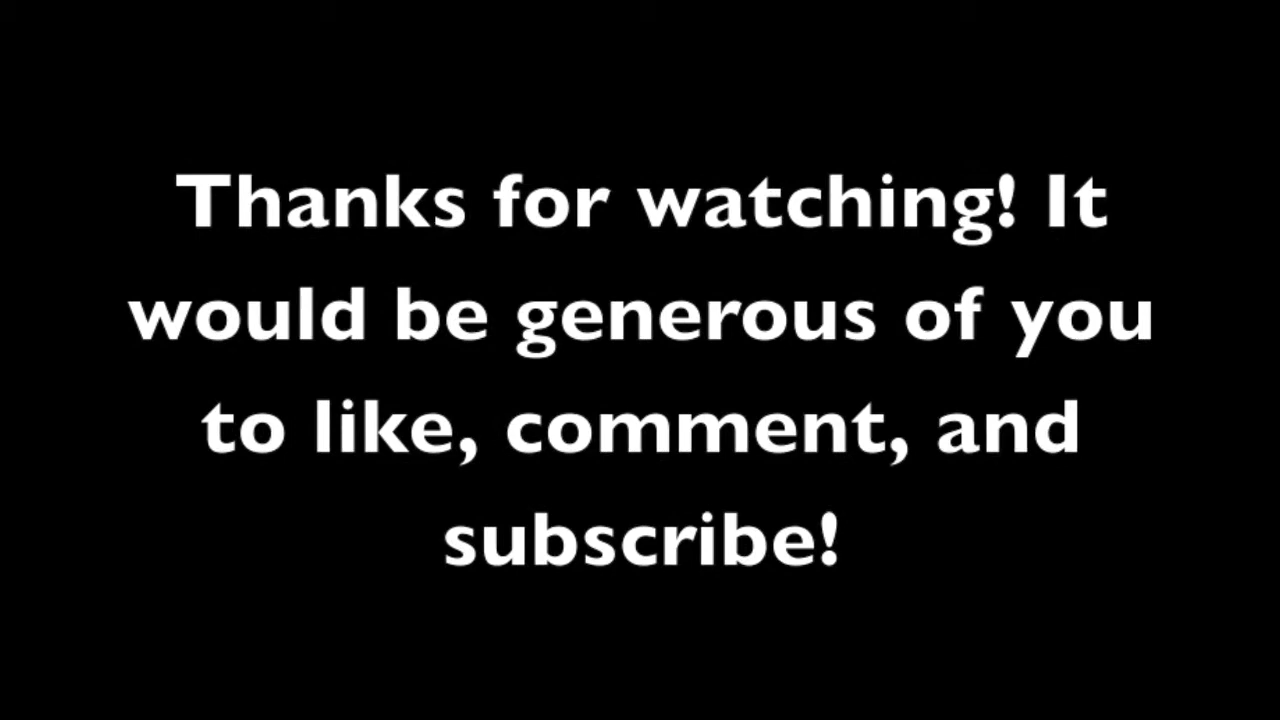 Thanks for watching! It
would be generous of you
to like, comment, and
subscribe!